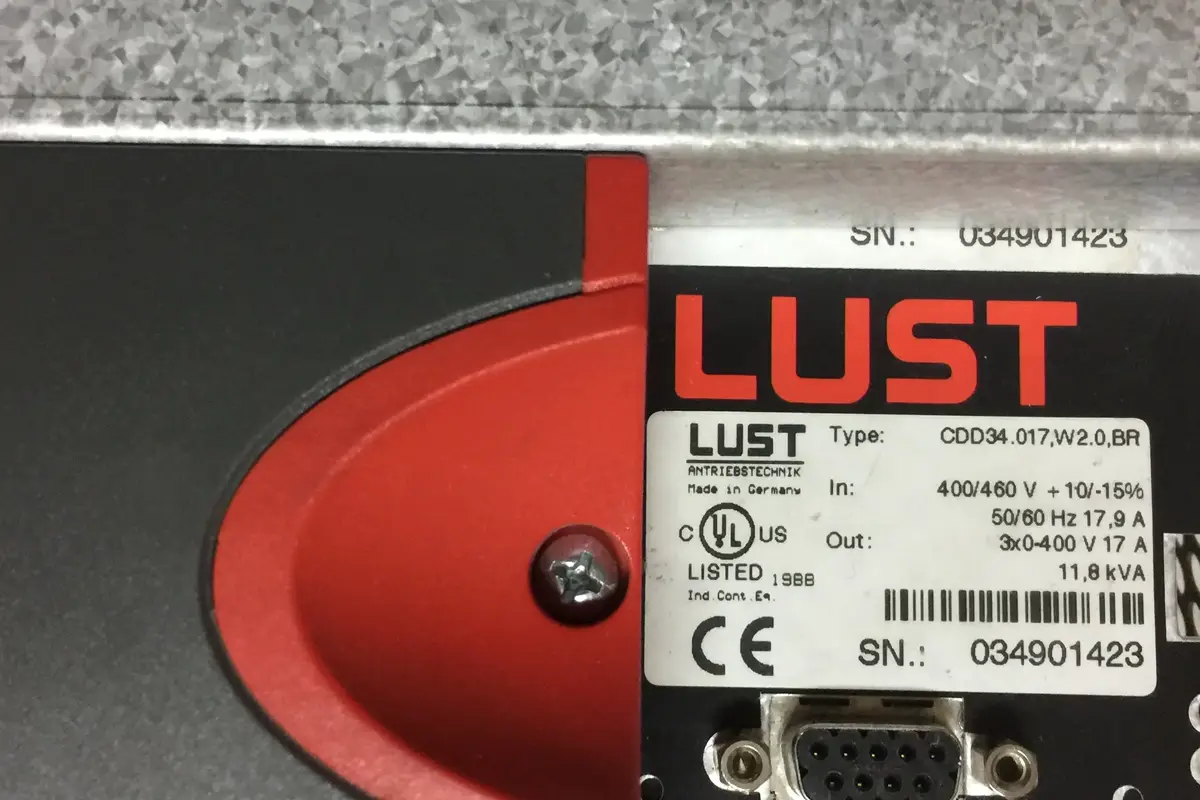 SN.: 034901423
LUST
LUST
ANTRIEBSTECHNIK
Made in Germany
C UL US
LISTED 1988
Ind.Cont.Eq.
CE
Type: CDD34.017,W2.0,BR
In: 400/460 V +10/-15%
50/60 Hz 17,9 A
Out: 3x0-400 V 17 A
11,8 kVA
SN.: 034901423